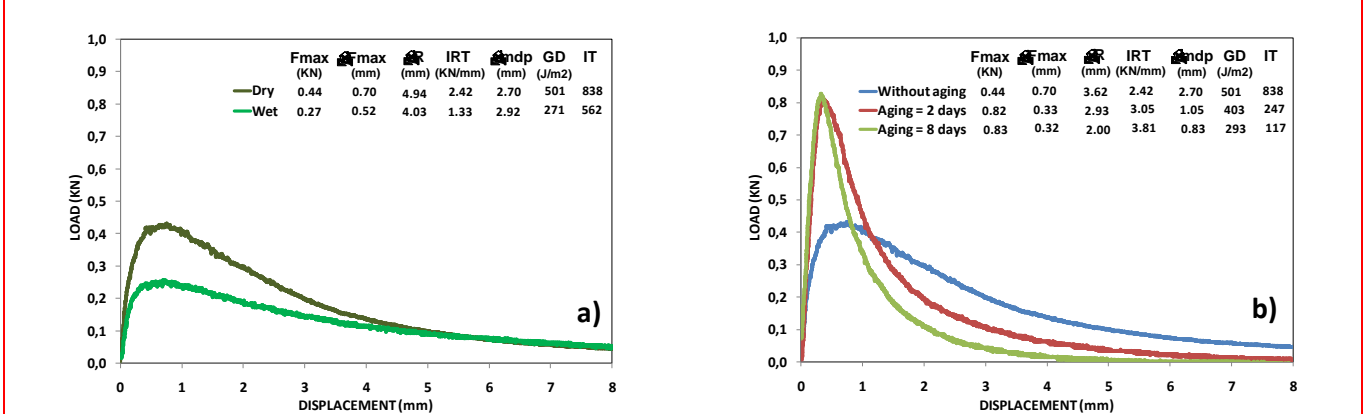 Fmax Fmax R IRT mdp GD IT
(KN) (mm) (mm) (KN/mm) (mm) (J/m2)
Dry 0.44 0.70 4.94 2.42 2.70 501 838
Wet 0.27 0.52 4.03 1.33 2.92 271 562
1,0
0,9
0,8
0,7
0,6
0,5
0,4
0,3
0,2
0,1
0,0
LOAD (KN)
a)
0 1 2 3 4 5 6 7 8
DISPLACEMENT (mm)
Fmax Fmax R IRT mdp GD IT
(KN) (mm) (mm) (KN/mm) (mm) (J/m2)
Without aging 0.44 0.70 3.62 2.42 2.70 501 838
Aging = 2 days 0.82 0.33 2.93 3.05 1.05 403 247
Aging = 8 days 0.83 0.32 2.00 3.81 0.83 293 117
1,0
0,9
0,8
0,7
0,6
0,5
0,4
0,3
0,2
0,1
0,0
LOAD (KN)
b)
0 1 2 3 4 5 6 7 8
DISPLACEMENT (mm)